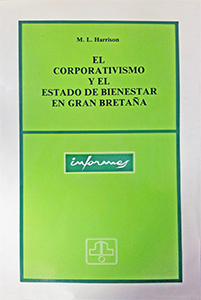 M. L. Harrison
EL
CORPORATIVISMO
Y EL
ESTADO DE BIENESTAR
EN GRAN BRETAÑA
informes